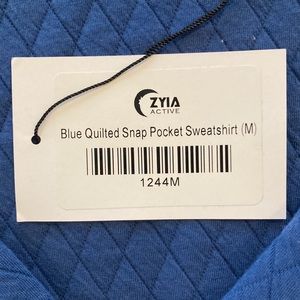 ZYIA
ACTIVE
Blue Quilted Snap Pocket Sweatshirt (M)
1244M